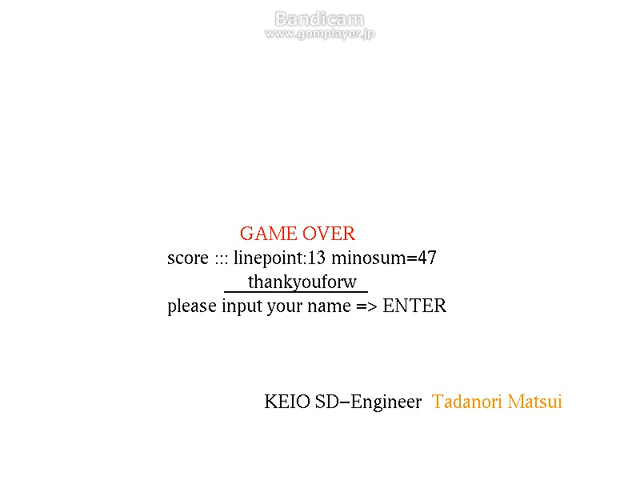 Bandicam
www.gomplayer.jp
GAME OVER
score ::: linepoint:13 minosum=47
thankyouforw
please input your name => ENTER
KEIO SD−Engineer Tadanori Matsui